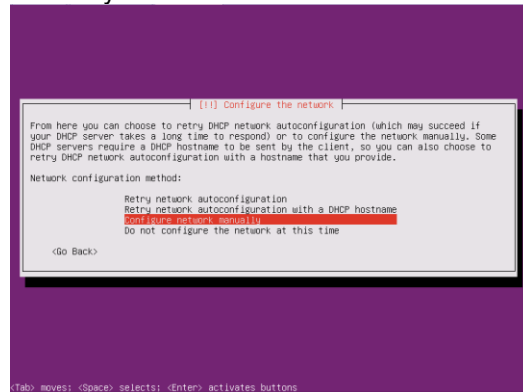 [!!] Configure the network
From here you can choose to retry DHCP network autoconfiguration (which may succeed if
your DHCP server takes a long time to respond) or to configure the network manually. Some
DHCP servers require a DHCP hostname to be sent by the client, so you can also choose to
retry DHCP network autoconfiguration with a hostname that you provide.
Network configuration method:
Retry network autoconfiguration
Retry network autoconfiguration with a DHCP hostname
Configure network manually
Do not configure the network at this time
<Go Back>
<Tab> moves; <Space> selects; <Enter> activates buttons